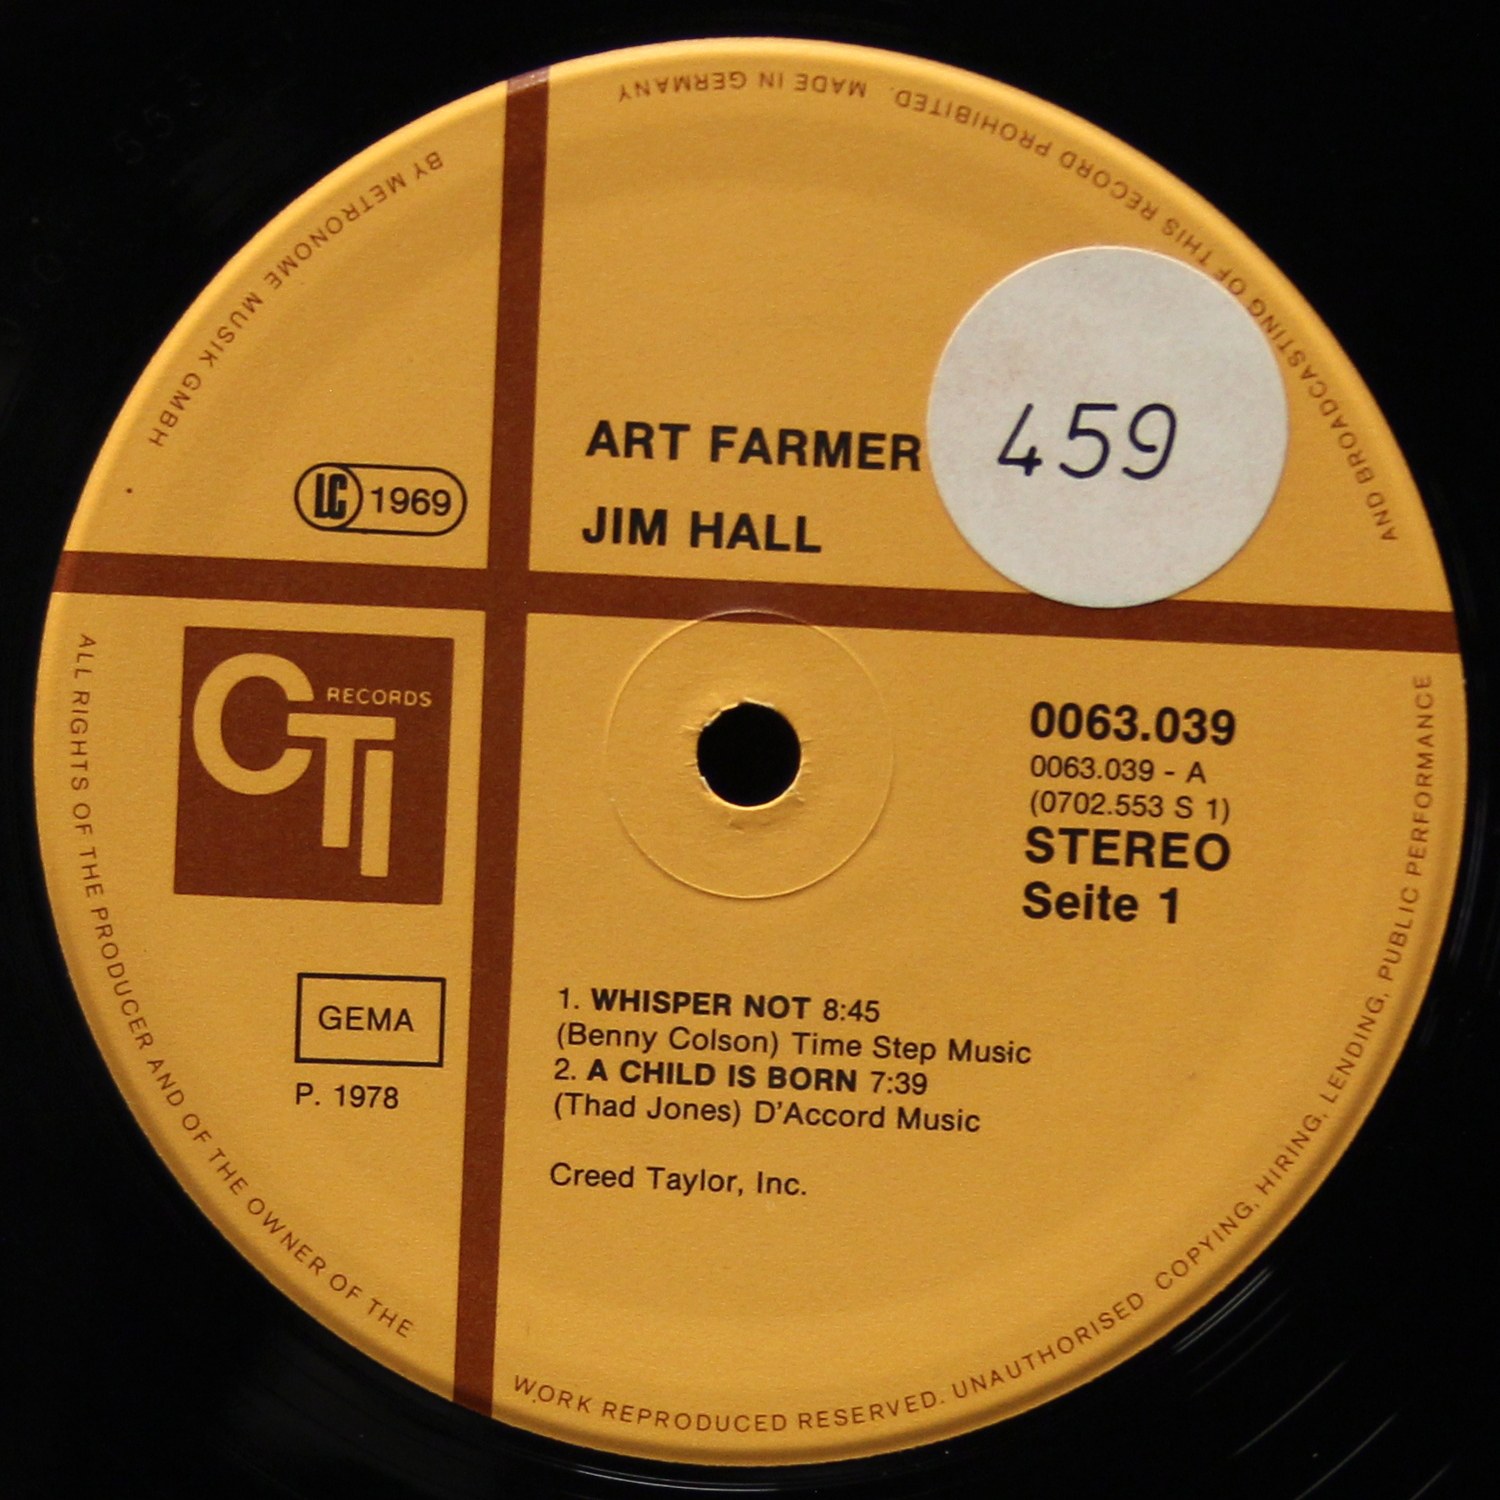 BY METRONOME MUSIK GMBH
MADE IN GERMANY
AND BROADCASTING OF THIS RECORD PROHIBITED.
ART FARMER
459
JIM HALL
LC 1969
CTI RECORDS
0063.039
0063.039 - A
(0702.553 S 1)
STEREO
Seite 1
GEMA
P. 1978
1. WHISPER NOT 8:45
(Benny Colson) Time Step Music
2. A CHILD IS BORN 7:39
(Thad Jones) D'Accord Music
Creed Taylor, Inc.
ALL RIGHTS OF THE PRODUCER AND OF THE OWNER OF THE
WORK REPRODUCED RESERVED. UNAUTHORISED COPYING, HIRING, LENDING, PUBLIC PERFORMANCE